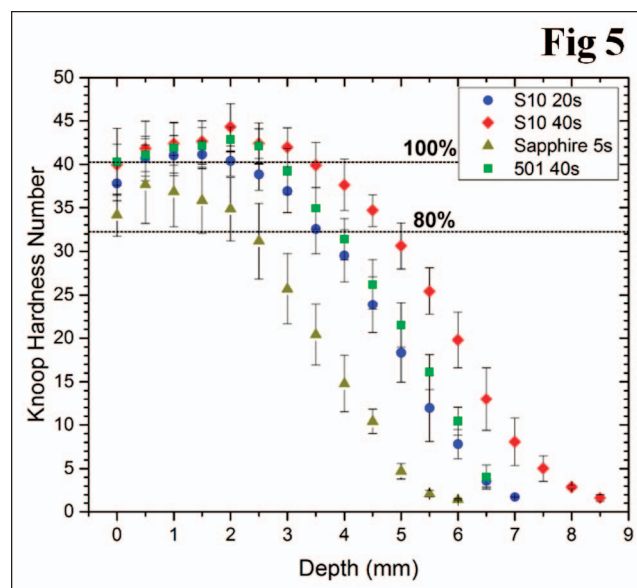 Fig 5
S10 20s
S10 40s
Sapphire 5s
501 40s
100%
80%
50
45
40
35
30
25
20
15
10
5
0
Knoop Hardness Number
0 1 2 3 4 5 6 7 8 9
Depth (mm)